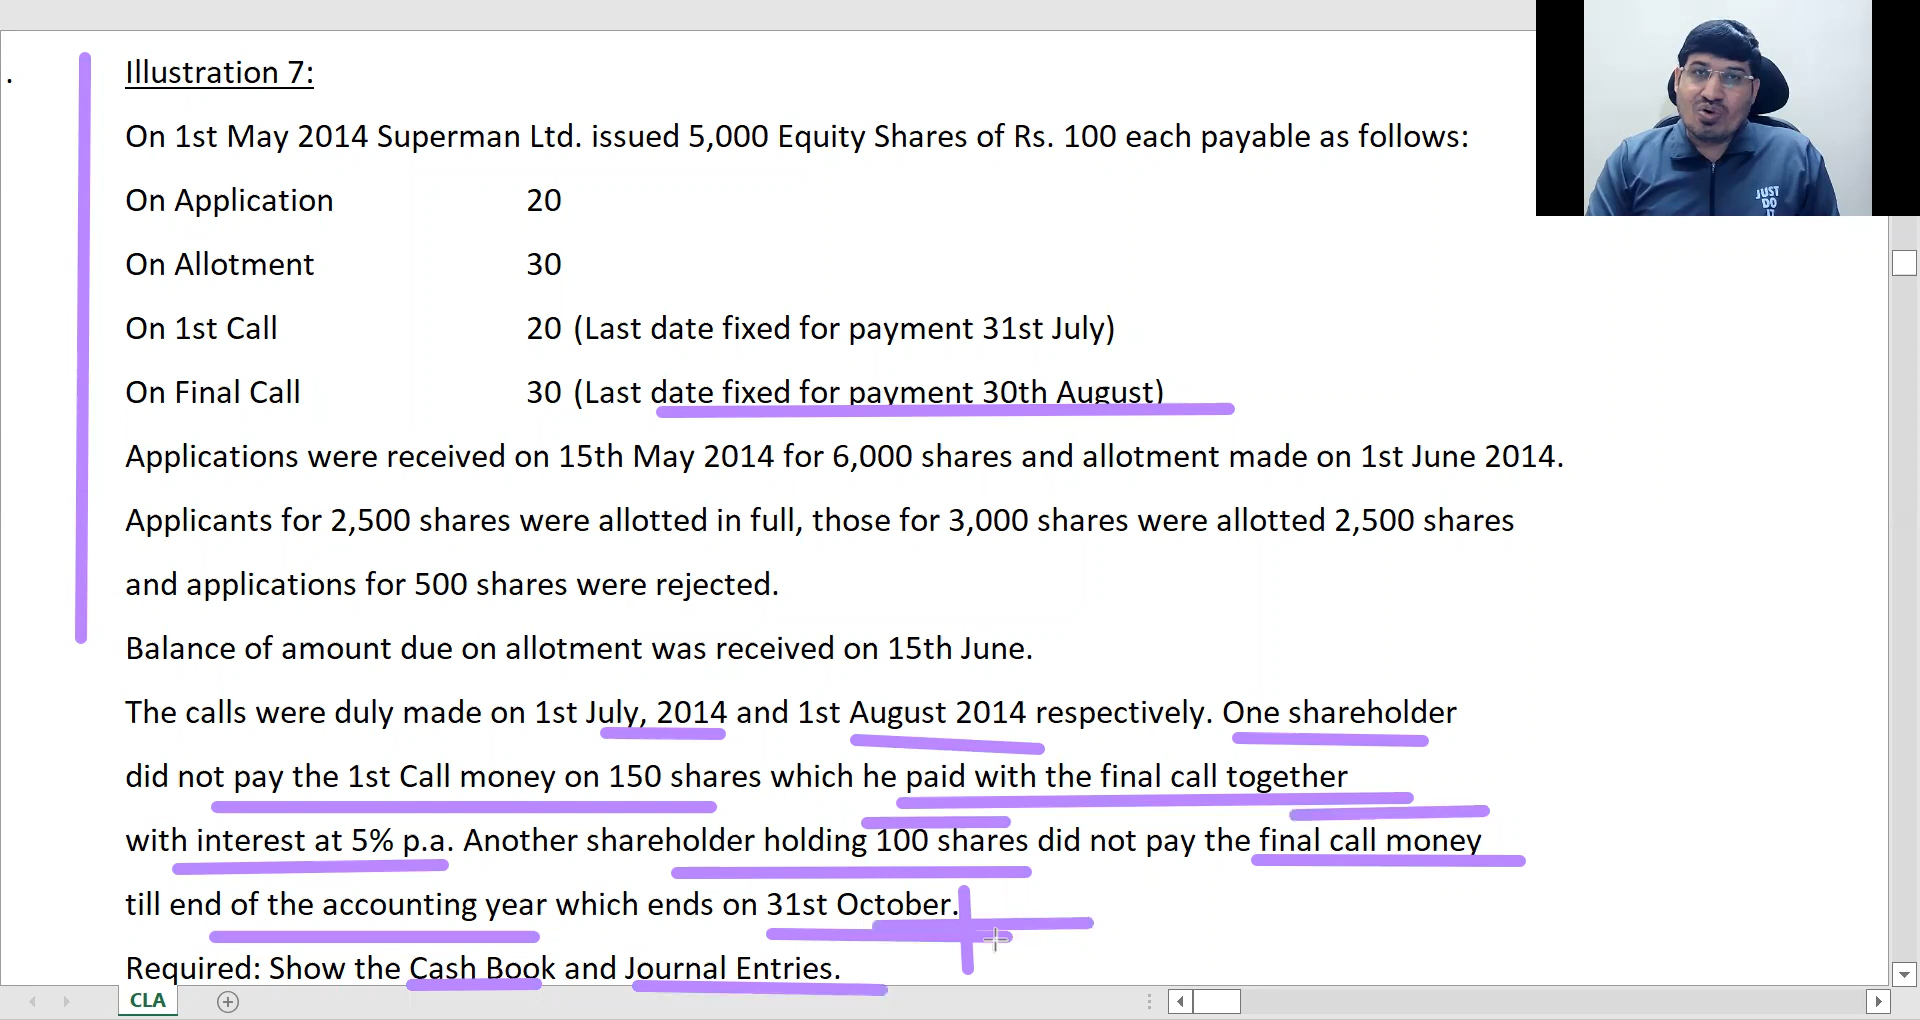 .
Illustration 7:
On 1st May 2014 Superman Ltd. issued 5,000 Equity Shares of Rs. 100 each payable as follows:
On Application 20
On Allotment 30
On 1st Call 20 (Last date fixed for payment 31st July)
On Final Call 30 (Last date fixed for payment 30th August)
Applications were received on 15th May 2014 for 6,000 shares and allotment made on 1st June 2014.
Applicants for 2,500 shares were allotted in full, those for 3,000 shares were allotted 2,500 shares
and applications for 500 shares were rejected.
Balance of amount due on allotment was received on 15th June.
The calls were duly made on 1st July, 2014 and 1st August 2014 respectively. One shareholder
did not pay the 1st Call money on 150 shares which he paid with the final call together
with interest at 5% p.a. Another shareholder holding 100 shares did not pay the final call money
till end of the accounting year which ends on 31st October.
Required: Show the Cash Book and Journal Entries.
CLA
JUST
DO
IT